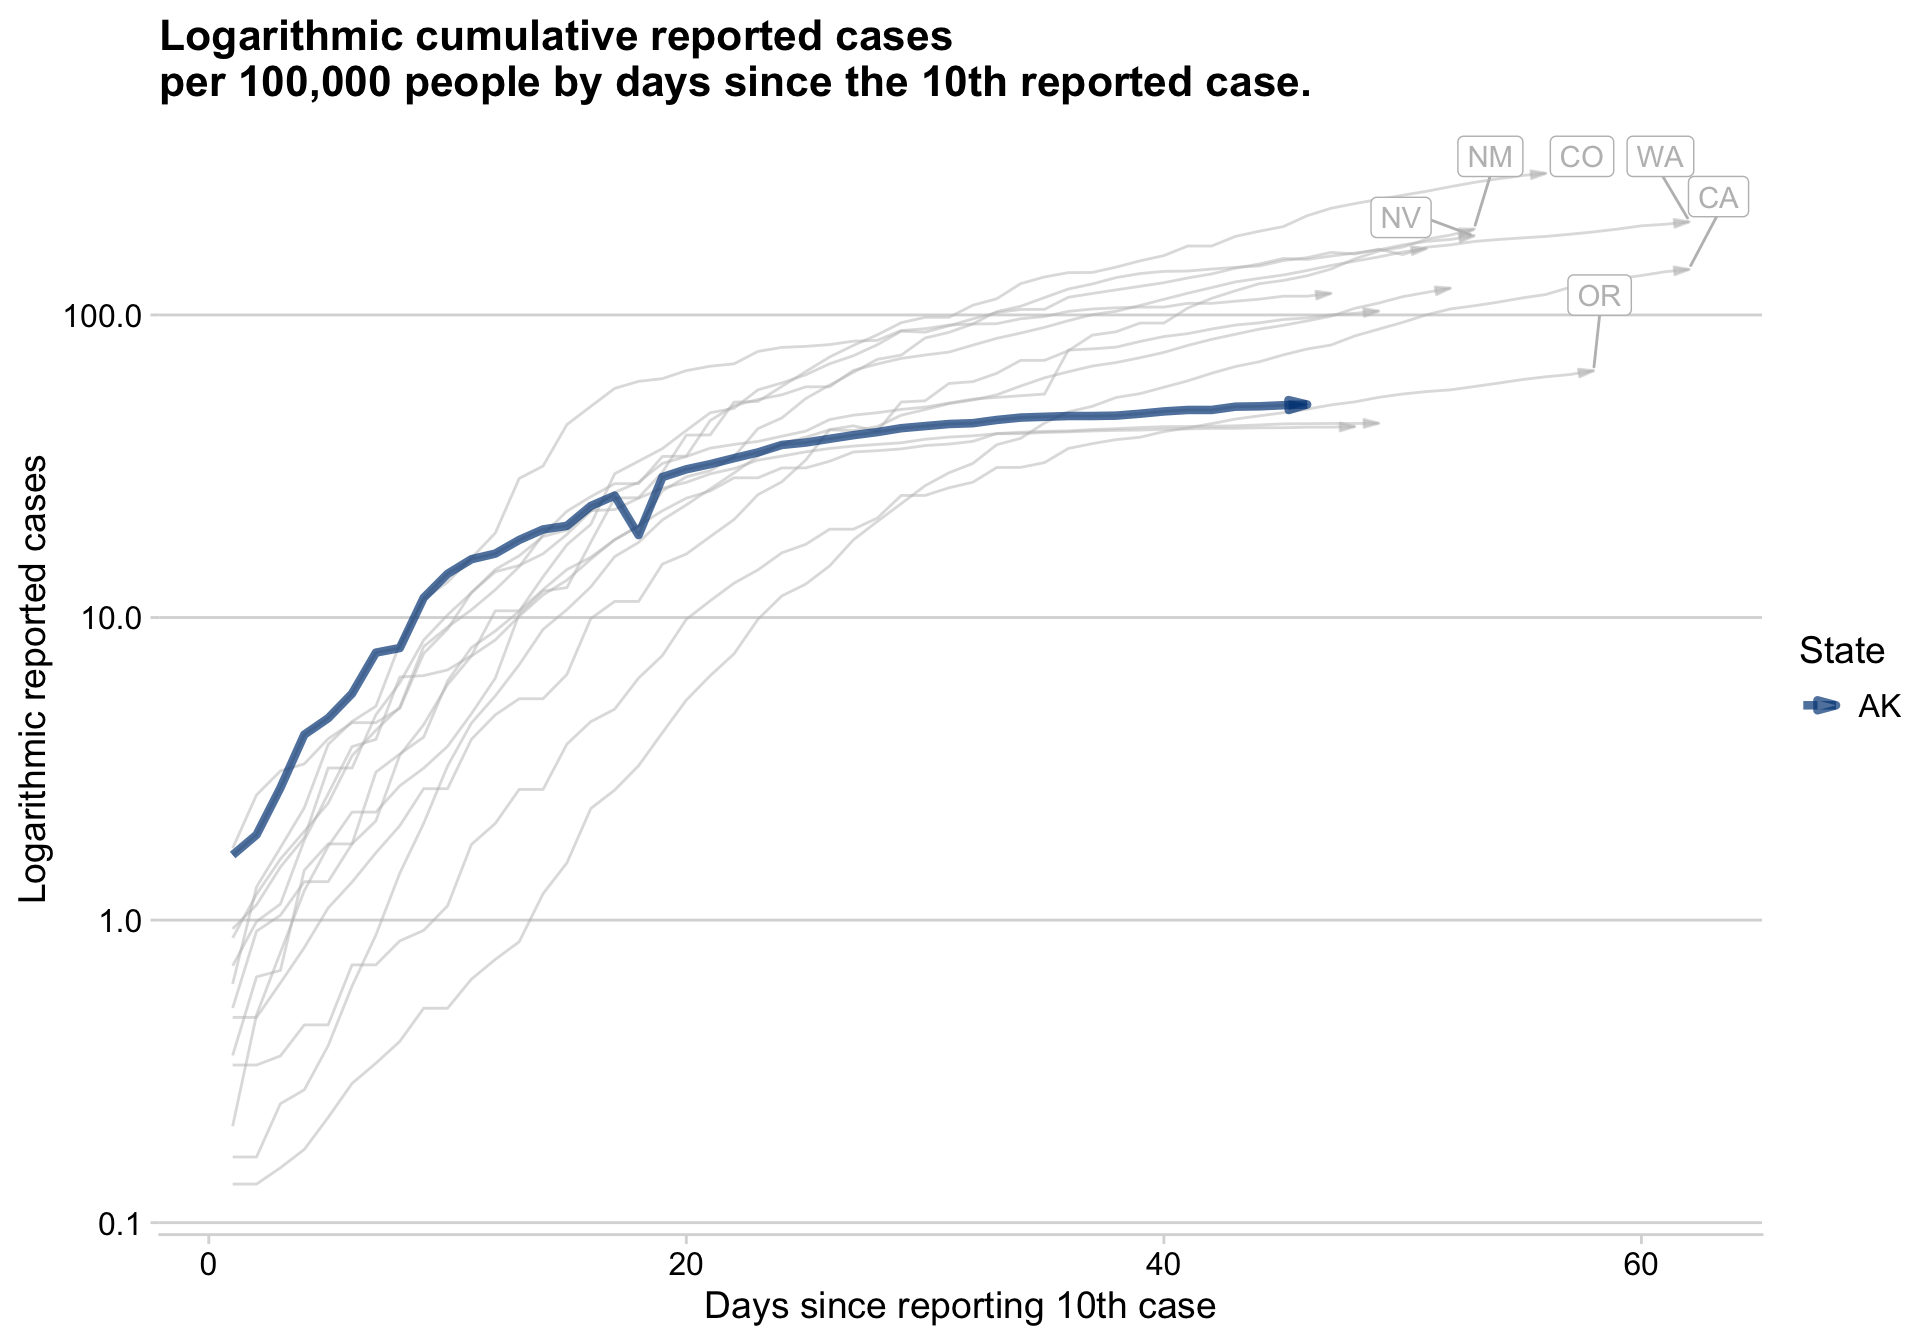 Logarithmic cumulative reported cases
per 100,000 people by days since the 10th reported case.
NM
CO
WA
CA
NV
OR
100.0
10.0
1.0
0.1
Logarithmic reported cases
0
20
40
60
Days since reporting 10th case
State
AK